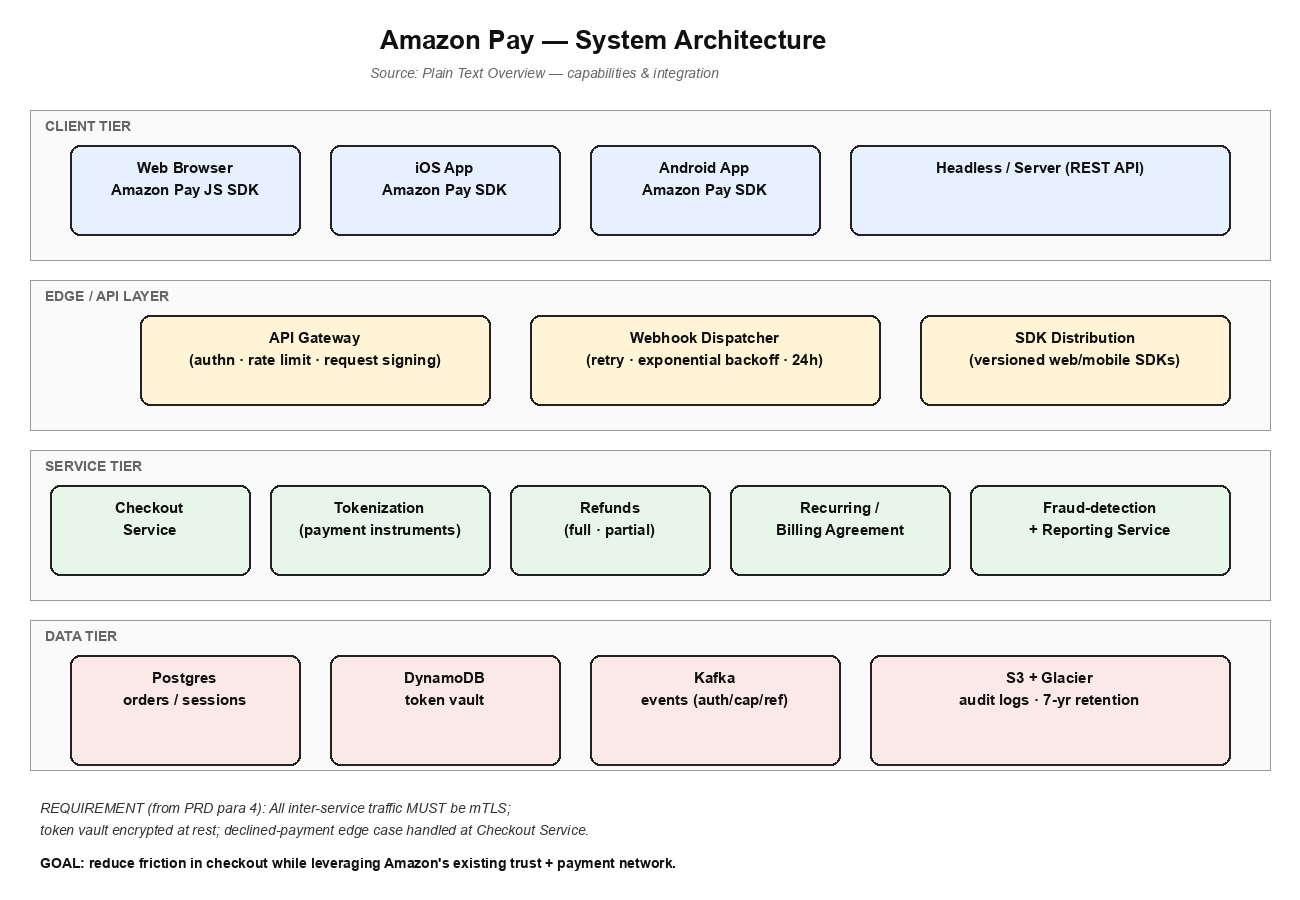 Amazon Pay — System Architecture
Source: Plain Text Overview — capabilities & integration
CLIENT TIER
Web Browser
Amazon Pay JS SDK
iOS App
Amazon Pay SDK
Android App
Amazon Pay SDK
Headless / Server (REST API)
EDGE / API LAYER
API Gateway
(authn · rate limit · request signing)
Webhook Dispatcher
(retry · exponential backoff · 24h)
SDK Distribution
(versioned web/mobile SDKs)
SERVICE TIER
Checkout
Service
Tokenization
(payment instruments)
Refunds
(full · partial)
Recurring /
Billing Agreement
Fraud-detection
+ Reporting Service
DATA TIER
Postgres
orders / sessions
DynamoDB
token vault
Kafka
events (auth/cap/ref)
S3 + Glacier
audit logs · 7-yr retention
REQUIREMENT (from PRD para 4): All inter-service traffic MUST be mTLS;
token vault encrypted at rest; declined-payment edge case handled at Checkout Service.
GOAL: reduce friction in checkout while leveraging Amazon's existing trust + payment network.